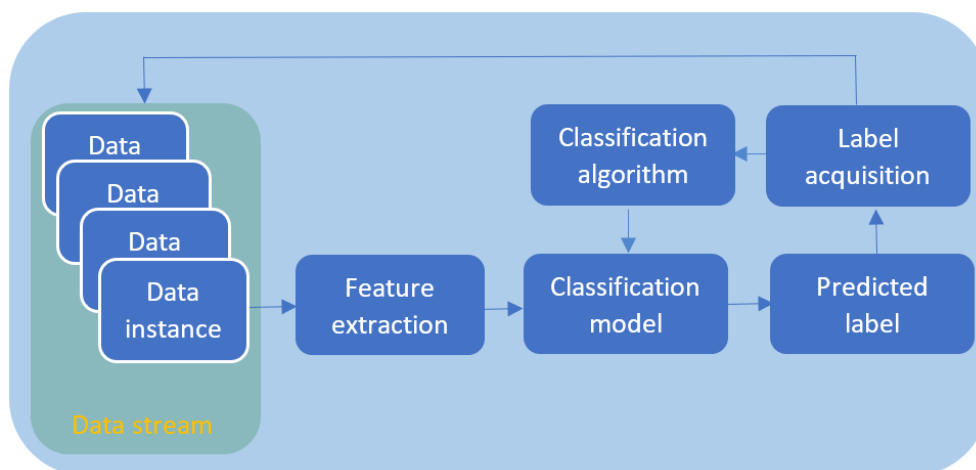 Data
Data
Data
Data
instance
Data stream
Feature
extraction
Classification
algorithm
Classification
model
Label
acquisition
Predicted
label